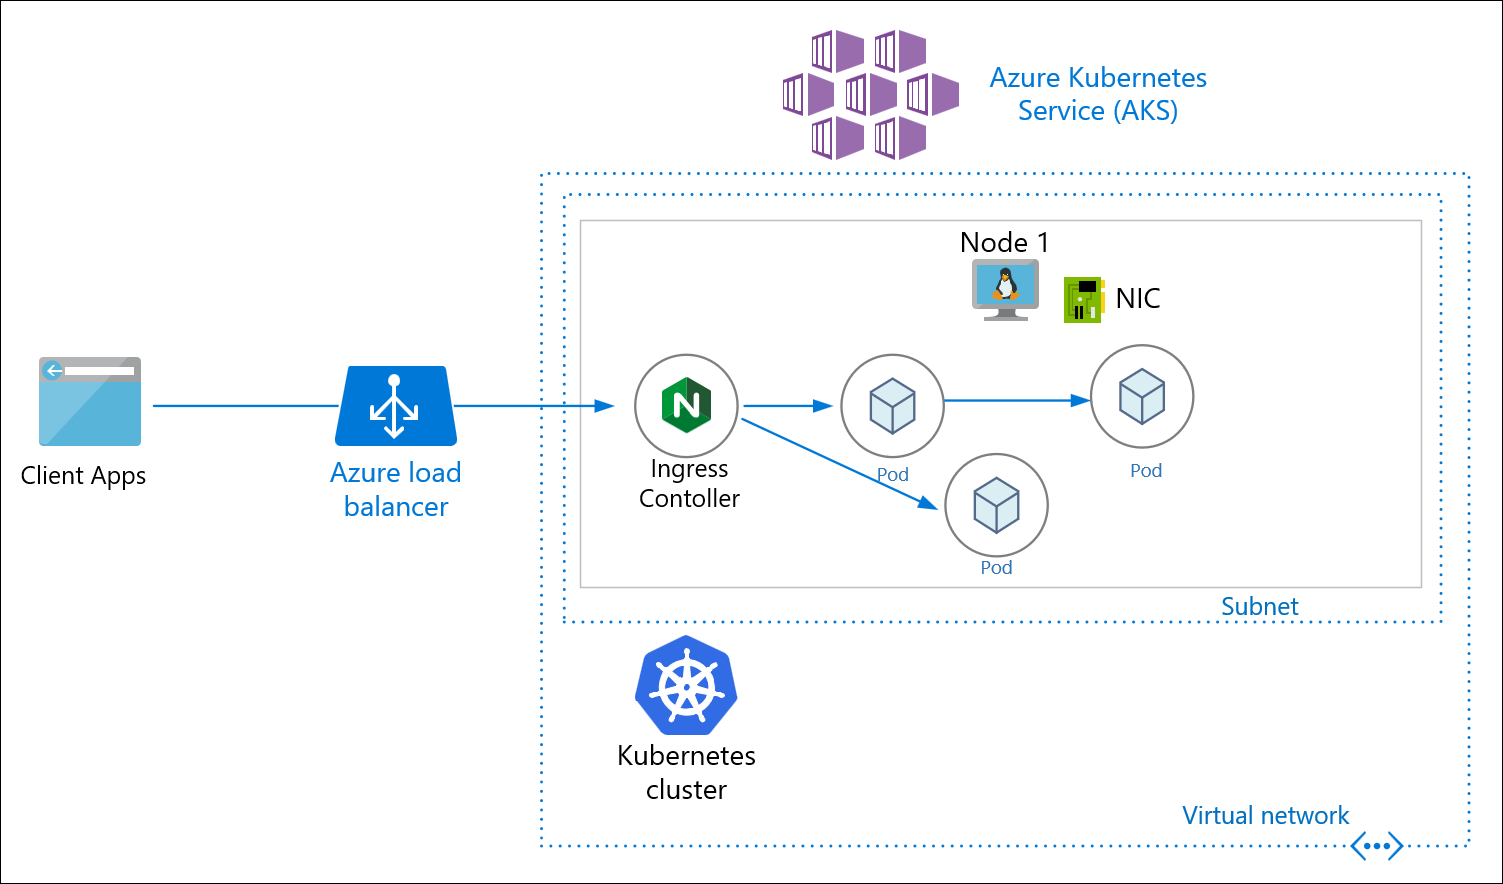 Azure Kubernetes
Service (AKS)
Node 1
NIC
Client Apps
Azure load
balancer
N
Ingress
Contoller
Pod
Pod
Pod
Subnet
Kubernetes
cluster
Virtual network